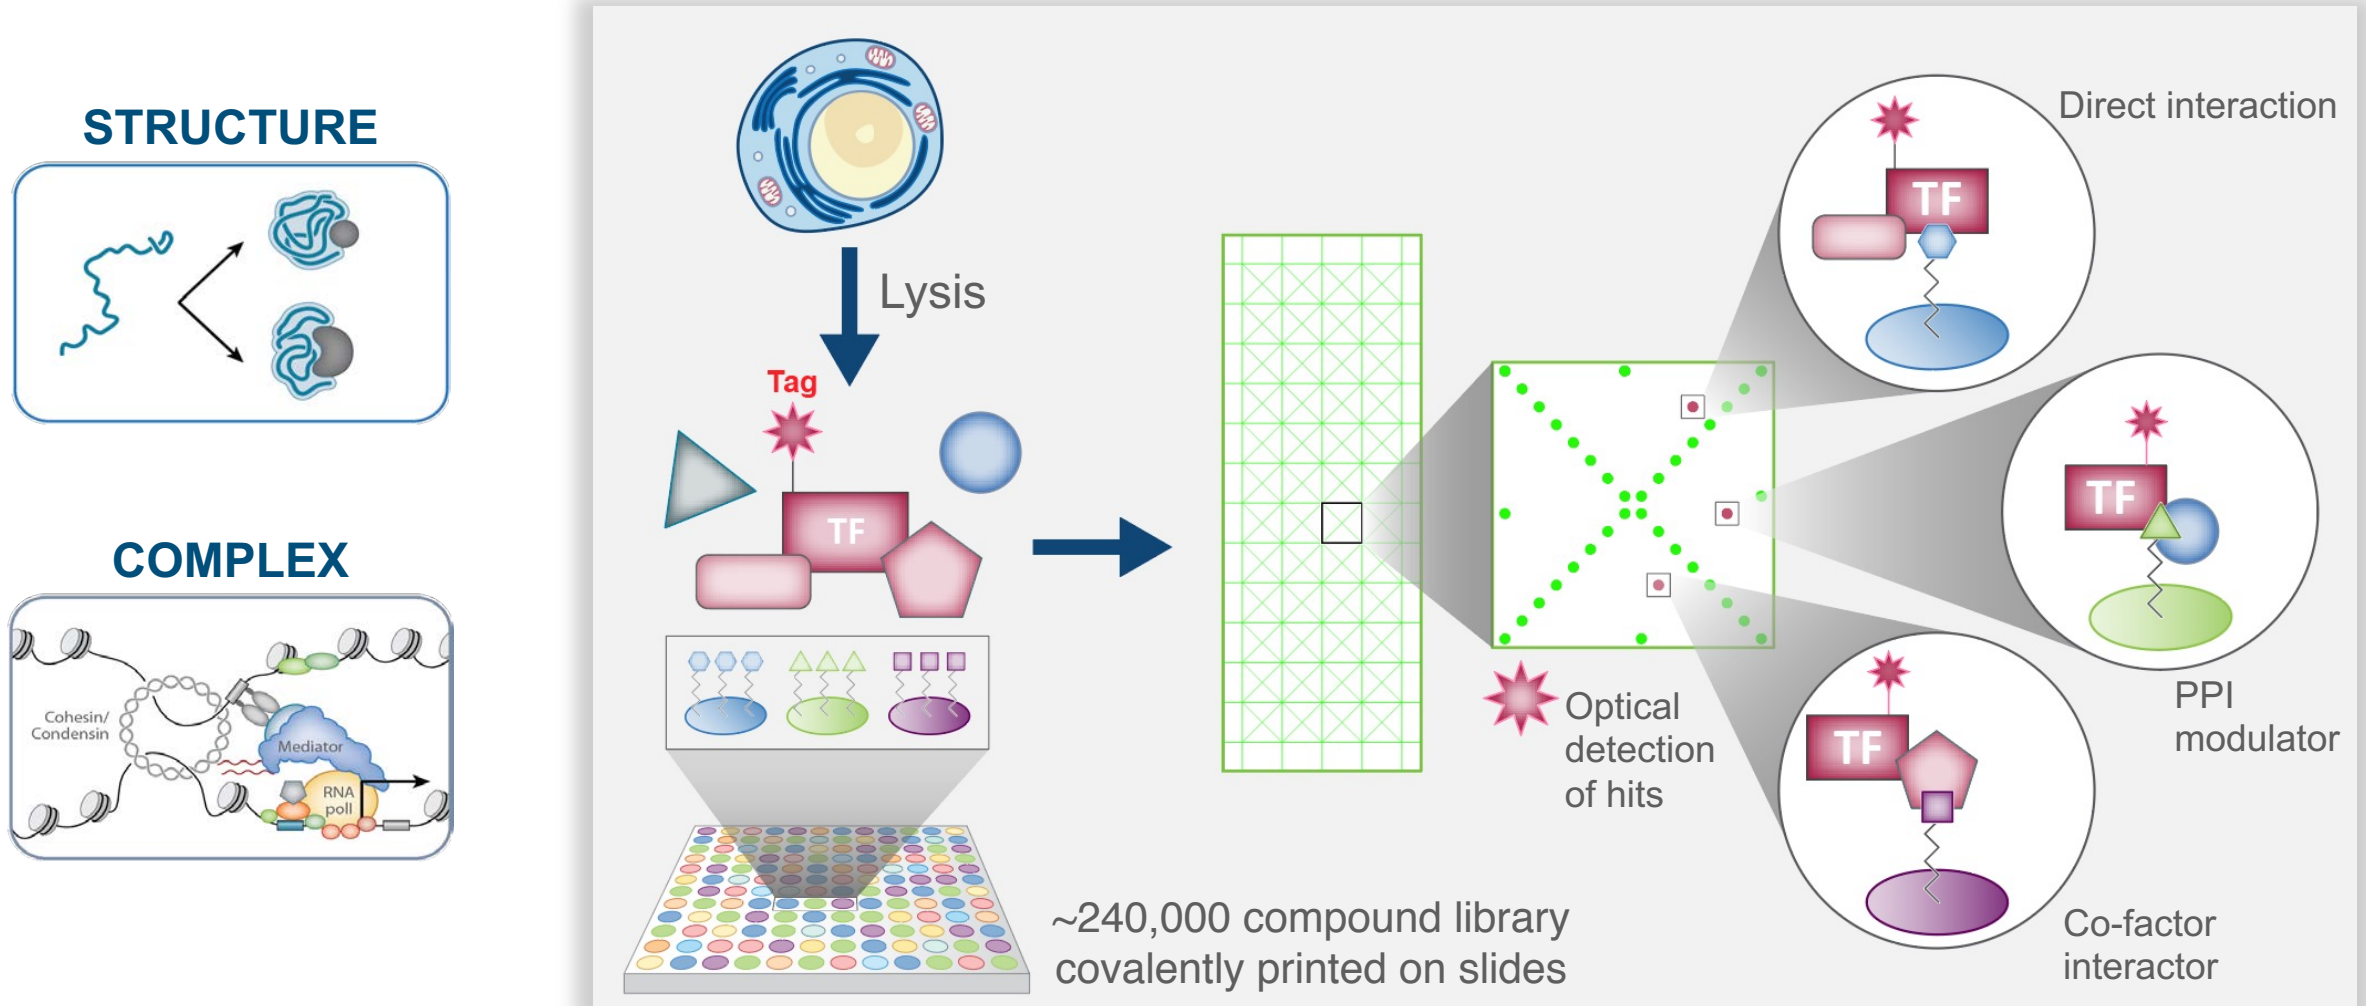 STRUCTURE
COMPLEX
Cohesin/
Condensin
Mediator
RNA
poll
Lysis
Tag
TF
~240,000 compound library
covalently printed on slides
Optical
detection
of hits
Direct interaction
TF
TF
PPI
modulator
TF
Co-factor
interactor